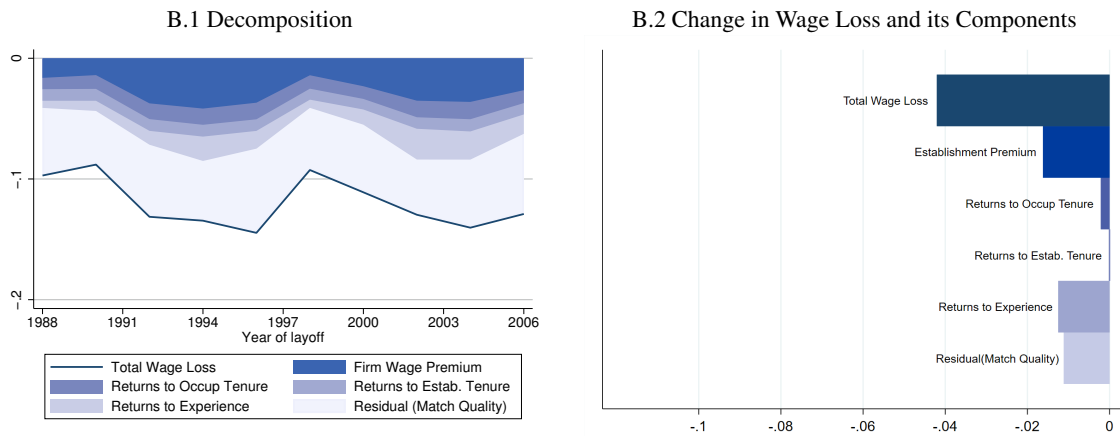 B.1 Decomposition
0
-.1
-.2
1988 1991 1994 1997 2000 2003 2006
Year of layoff
Total Wage Loss Firm Wage Premium
Returns to Occup Tenure Returns to Estab. Tenure
Returns to Experience Residual (Match Quality)
B.2 Change in Wage Loss and its Components
Total Wage Loss
Establishment Premium
Returns to Occup Tenure
Returns to Estab. Tenure
Returns to Experience
Residual(Match Quality)
-.1 -.08 -.06 -.04 -.02 0